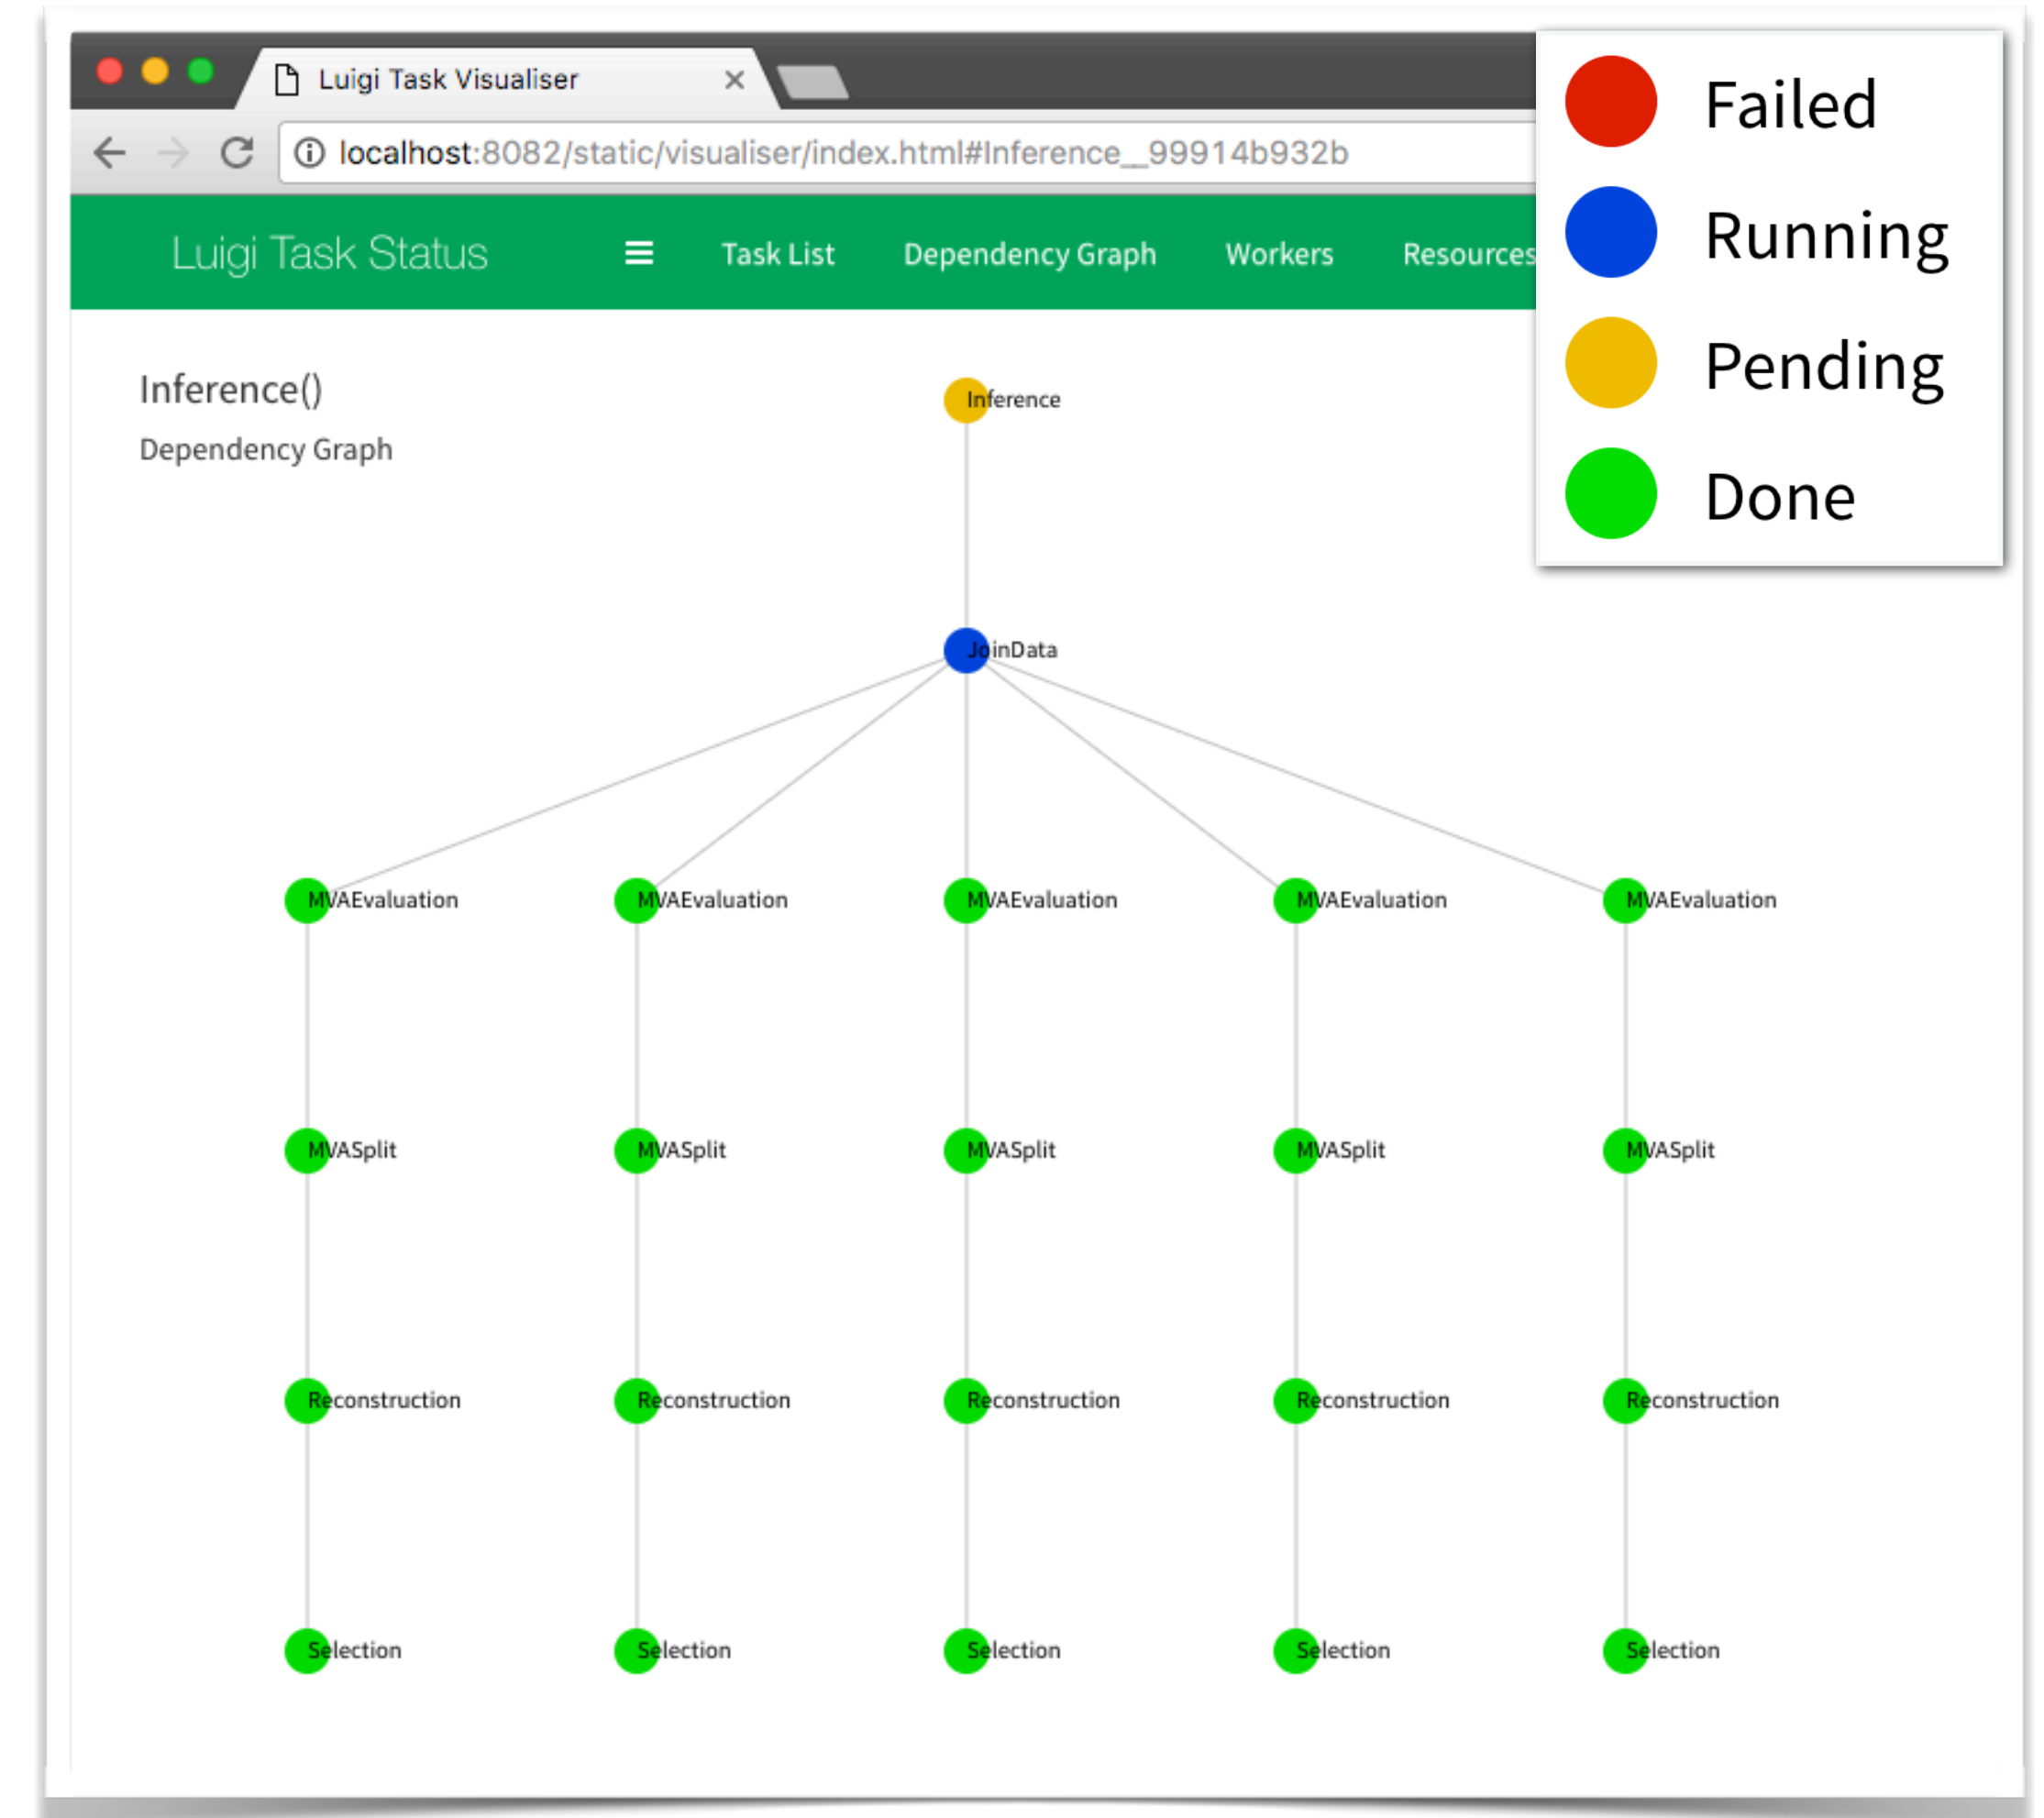 Luigi Task Visualiser
localhost:8082/static/visualiser/index.html#Inference__99914b932b
Failed
Running
Pending
Done
Luigi Task Status Task List Dependency Graph Workers Resources
Inference()
Dependency Graph
Inference
JoinData
MVAEvaluation MVAEvaluation MVAEvaluation MVAEvaluation MVAEvaluation
MVASplit MVASplit MVASplit MVASplit MVASplit
Reconstruction Reconstruction Reconstruction Reconstruction Reconstruction
Selection Selection Selection Selection Selection